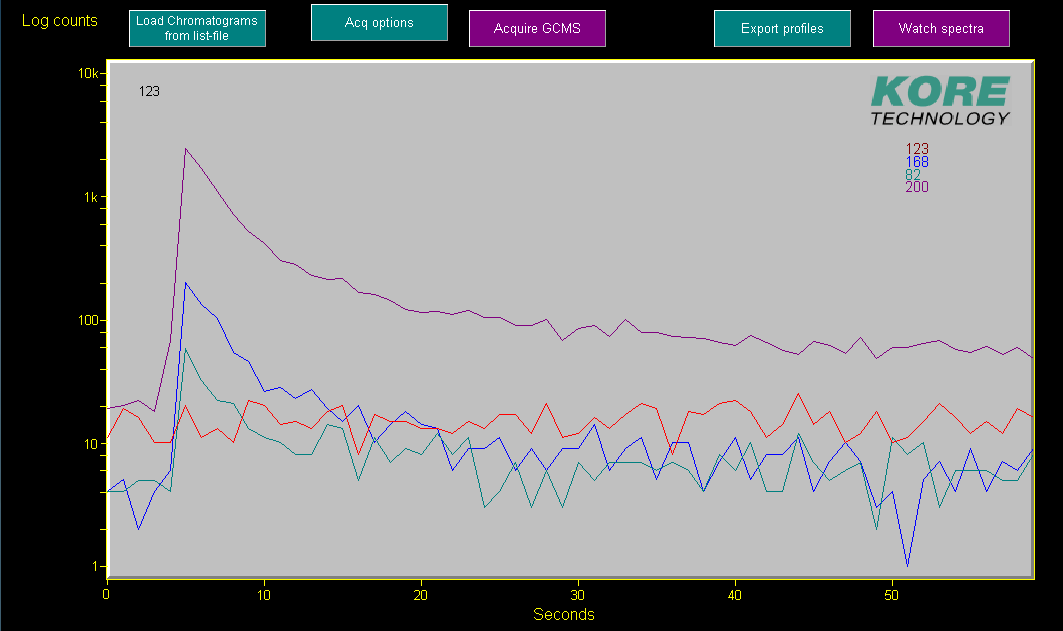 Log counts
Load Chromatograms
from list-file
Acq options
Acquire GCMS
Export profiles
Watch spectra
10k
1k
100
10
1
123
KORE
TECHNOLOGY
123
168
82
200
0 10 20 30 40 50
Seconds